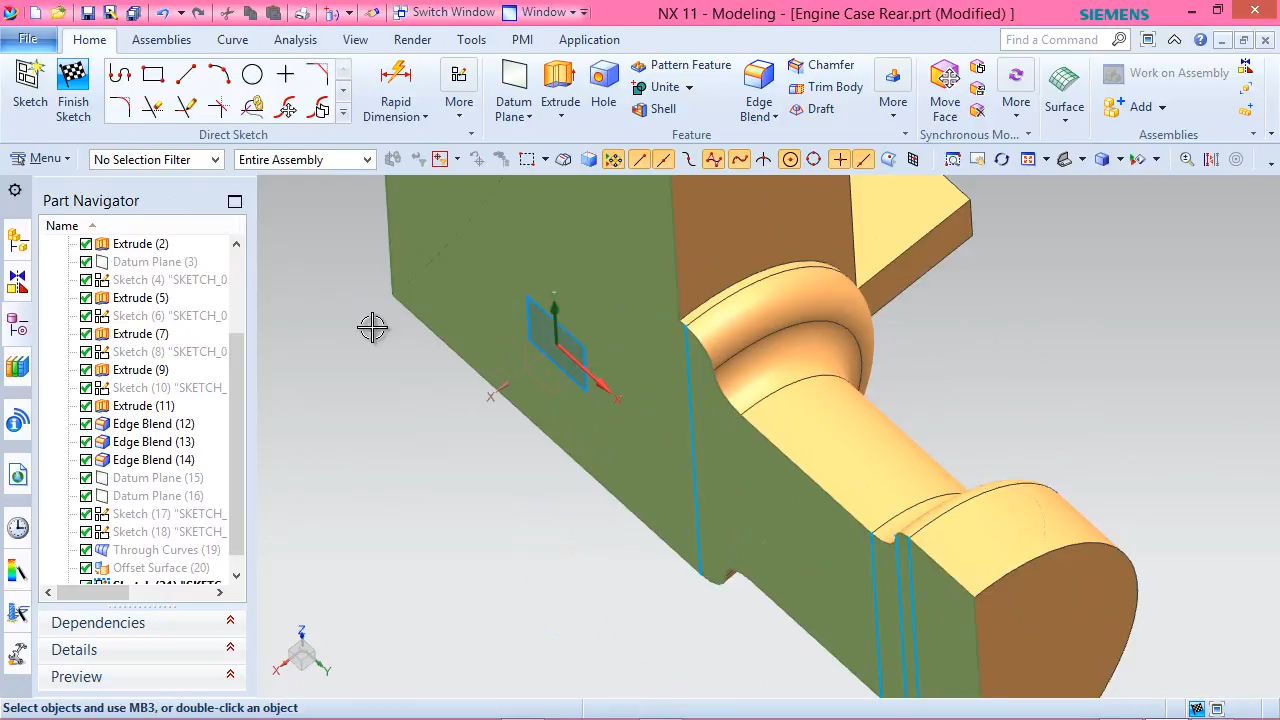 Switch Window Window
NX 11 - Modeling - [Engine Case Rear.prt (Modified) ]
SIEMENS
File Home Assemblies Curve Analysis View Render Tools PMI Application
Find a Command
Sketch
Finish Sketch
Direct Sketch
Rapid Dimension
More
Datum Plane
Extrude
Hole
Pattern Feature
Unite
Shell
Edge Blend
Chamfer
Trim Body
Draft
More
Feature
Move Face
More
Synchronous Mo...
Surface
Work on Assembly
Add
Assemblies
Menu
No Selection Filter
Entire Assembly
Part Navigator
Name
Extrude (2)
Datum Plane (3)
Sketch (4) "SKETCH_0
Extrude (5)
Sketch (6) "SKETCH_0
Extrude (7)
Sketch (8) "SKETCH_0
Extrude (9)
Sketch (10) "SKETCH_
Extrude (11)
Edge Blend (12)
Edge Blend (13)
Edge Blend (14)
Datum Plane (15)
Datum Plane (16)
Sketch (17) "SKETCH_
Sketch (18) "SKETCH_
Through Curves (19)
Offset Surface (20)
Dependencies
Details
Preview
X
X
Z
X
Y
Select objects and use MB3, or double-click an object